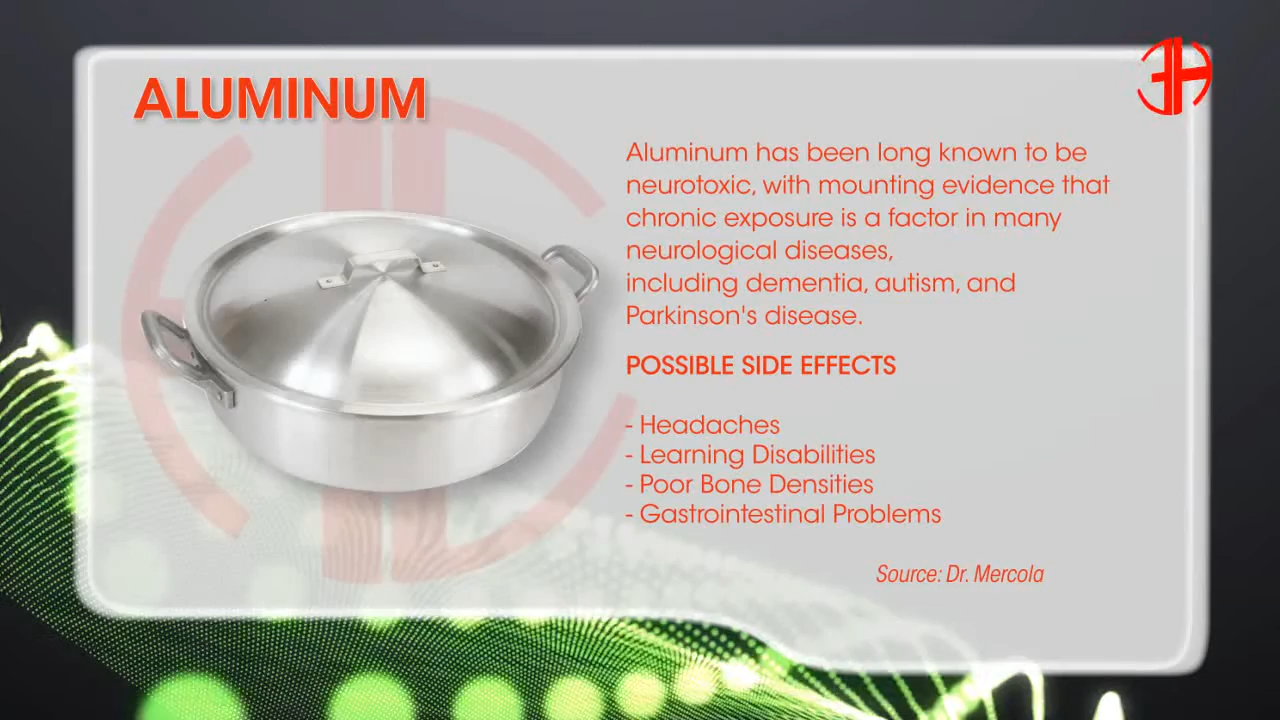 ALUMINUM
Aluminum has been long known to be
neurotoxic, with mounting evidence that
chronic exposure is a factor in many
neurological diseases,
including dementia, autism, and
Parkinson's disease.
POSSIBLE SIDE EFFECTS
- Headaches
- Learning Disabilities
- Poor Bone Densities
- Gastrointestinal Problems
Source: Dr. Mercola